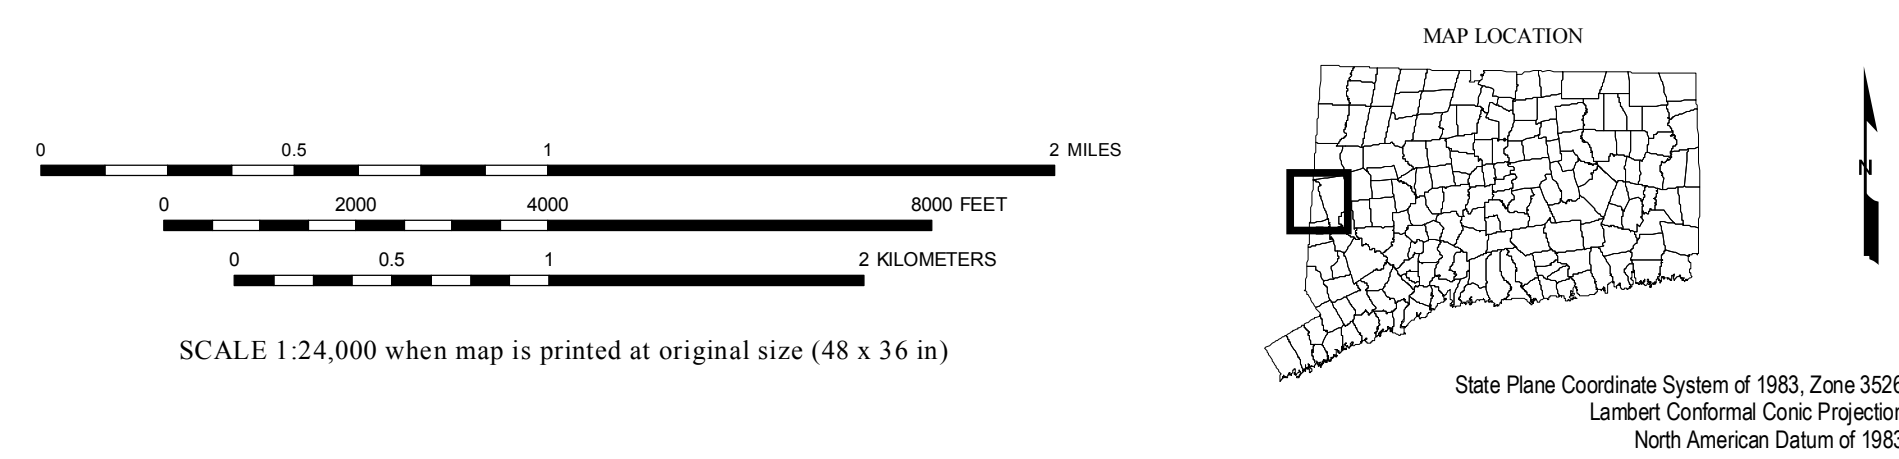 0 0.5 1 2 MILES
0 2000 4000 8000 FEET
0 0.5 1 2 KILOMETERS
SCALE 1:24,000 when map is printed at original size (48 x 36 in)
MAP LOCATION
N
State Plane Coordinate System of 1983, Zone 3526
Lambert Conformal Conic Projection
North American Datum of 1983